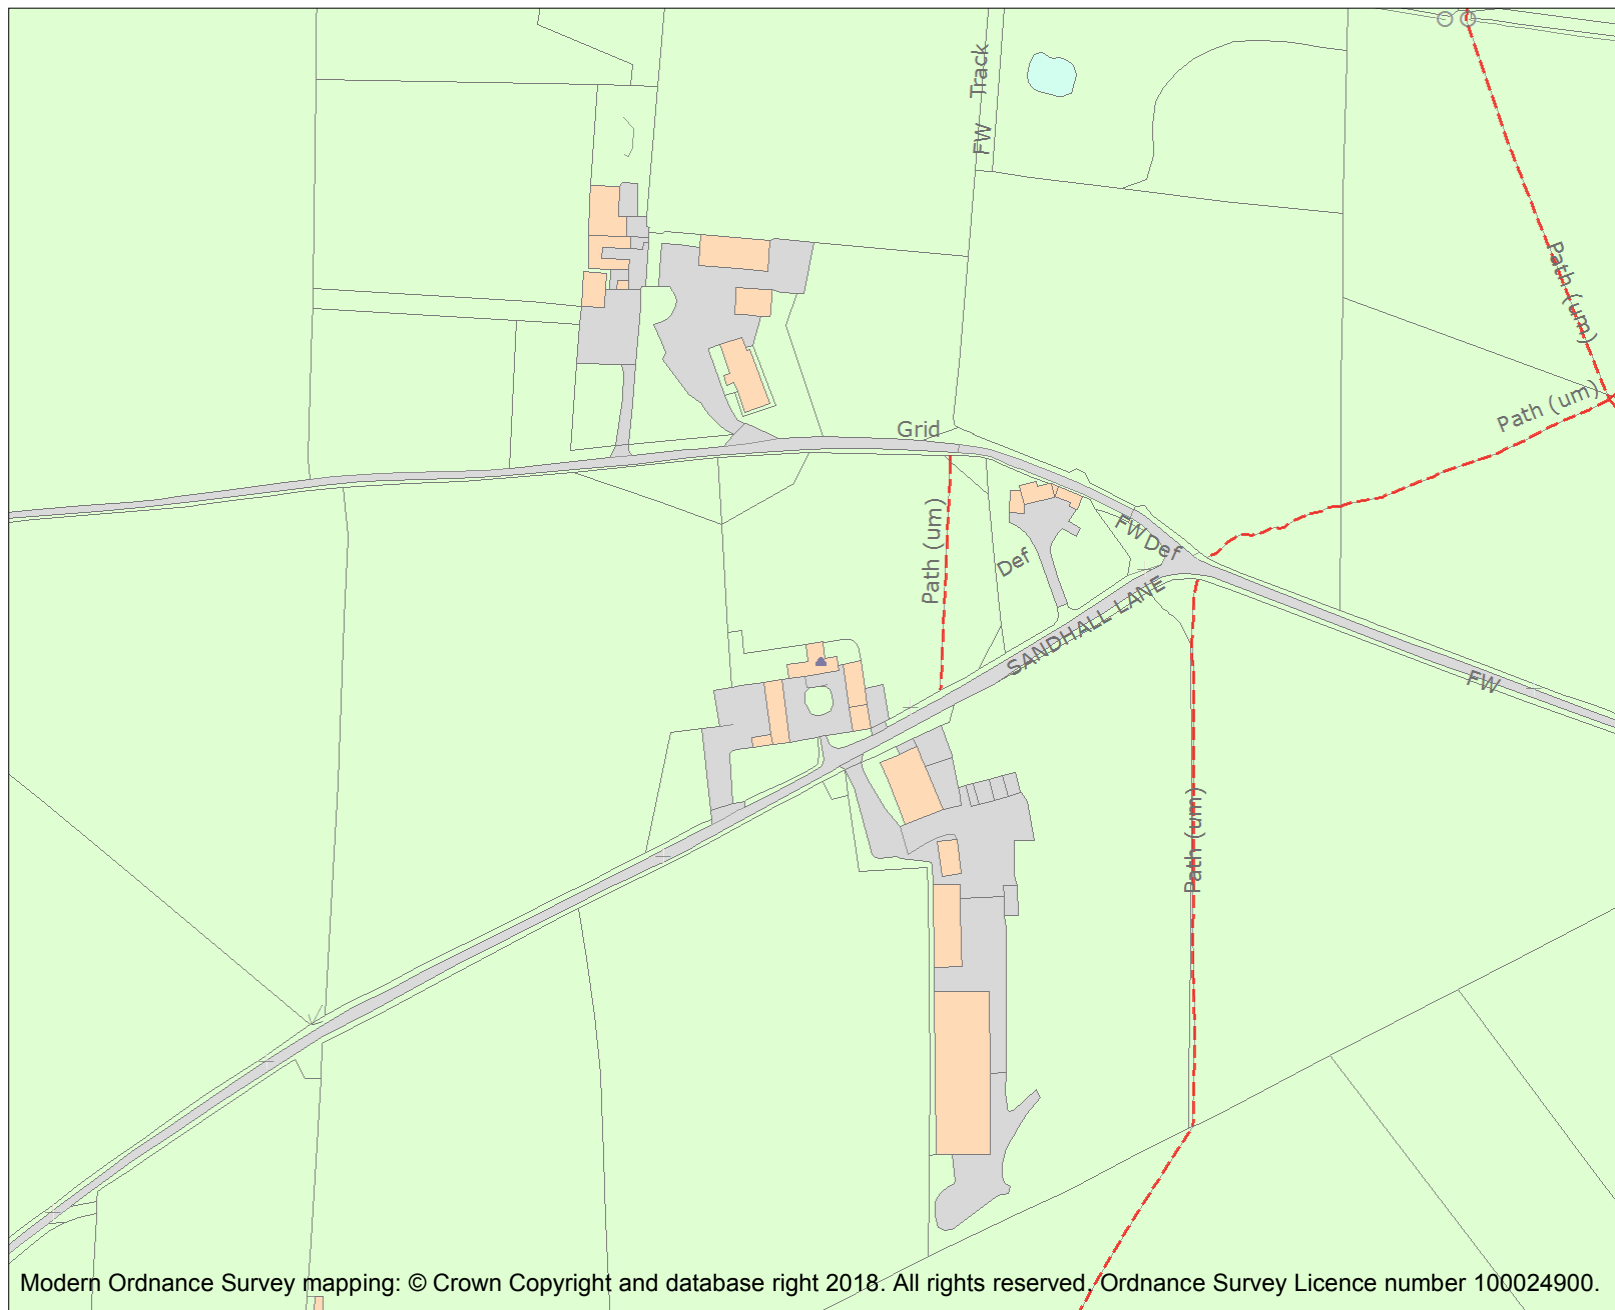 FW Track
Path (um)
Path (um)
Grid
Path (um)
FW
Def
Def
SANDHALL LANE
FW
Path (um)
Modern Ordnance Survey mapping: © Crown Copyright and database right 2018. All rights reserved. Ordnance Survey Licence number 100024900.